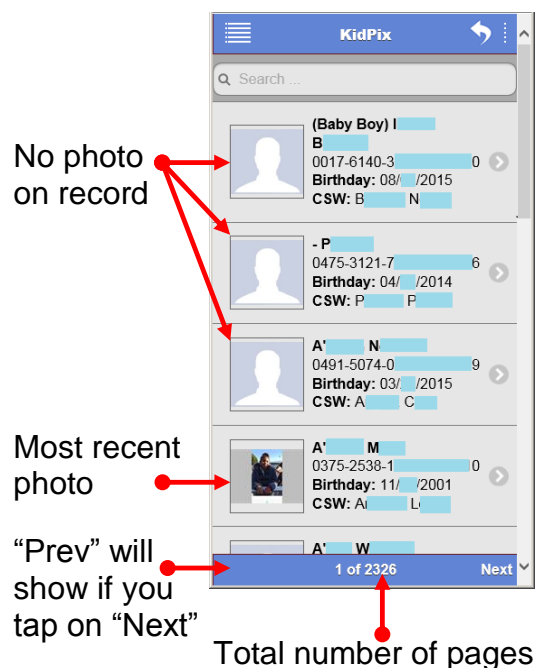 KidPix
Search ...
(Baby Boy) I
B
0017-6140-3 0
Birthday: 08/ /2015
CSW: B N
- P
0475-3121-7 6
Birthday: 04/ /2014
CSW: P P
A' N
0491-5074-0 9
Birthday: 03/ /2015
CSW: A C
A' M
0375-2538-1 0
Birthday: 11/ /2001
CSW: A L
A' W
1 of 2326 Next
No photo
on record
Most recent
photo
“Prev” will
show if you
tap on “Next”
Total number of pages